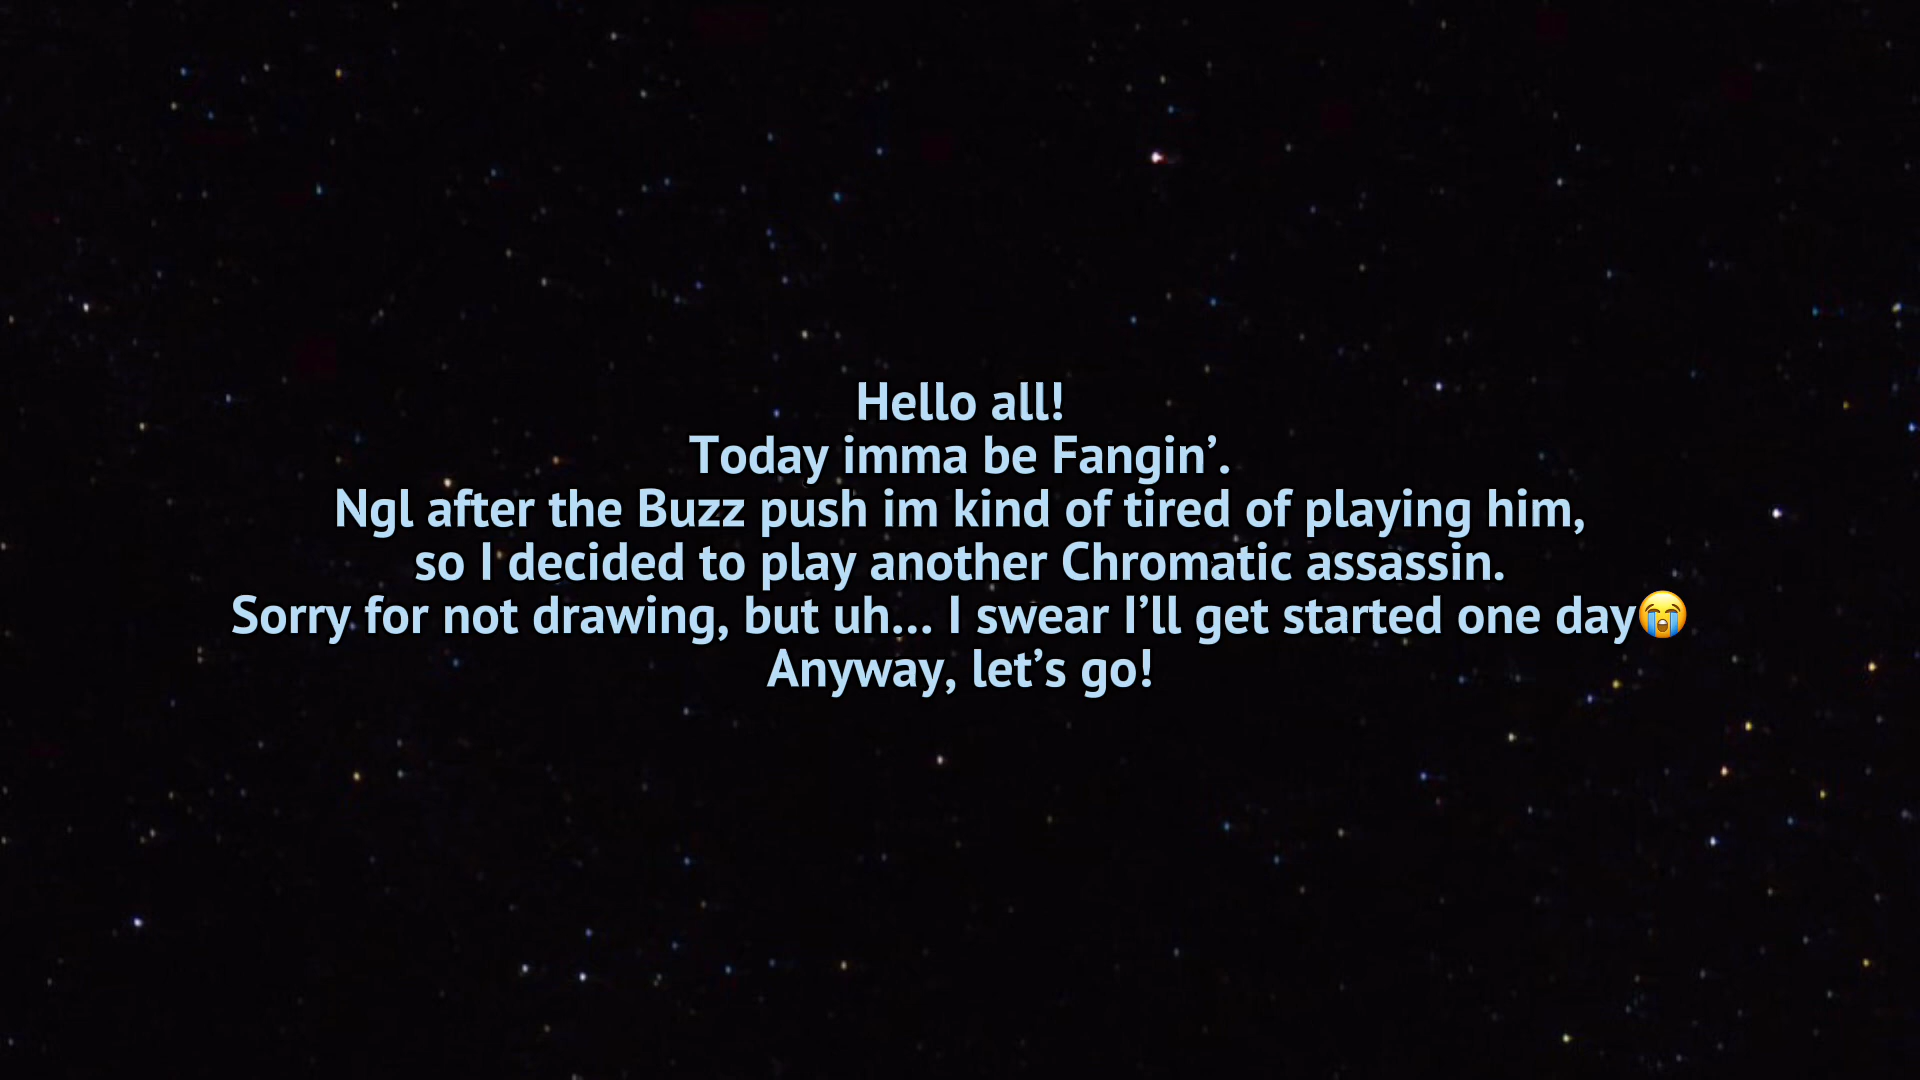 Hello all!
Today imma be Fangin’.
Ngl after the Buzz push im kind of tired of playing him,
so I decided to play another Chromatic assassin.
Sorry for not drawing, but uh... I swear I’ll get started one day😭
Anyway, let’s go!